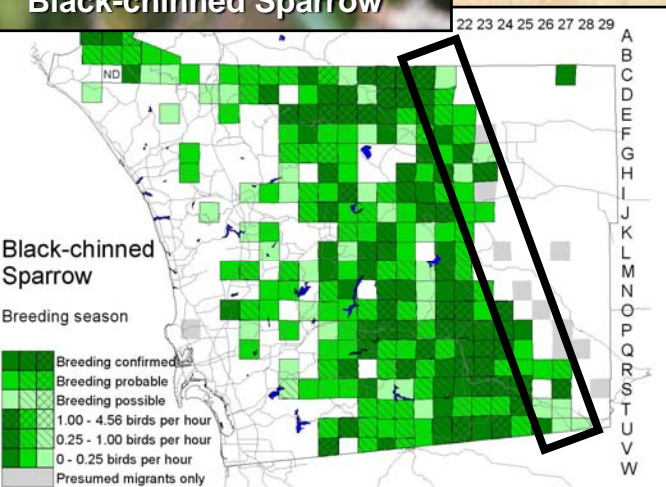 Black-chinned Sparrow
22 23 24 25 26 27 28 29
A
B
C
D
E
F
G
H
I
J
K
L
M
N
O
P
Q
R
S
T
U
V
W
ND
Black-chinned
Sparrow
Breeding season
Breeding confirmed
Breeding probable
Breeding possible
1.00 - 4.56 birds per hour
0.25 - 1.00 birds per hour
0 - 0.25 birds per hour
Presumed migrants only